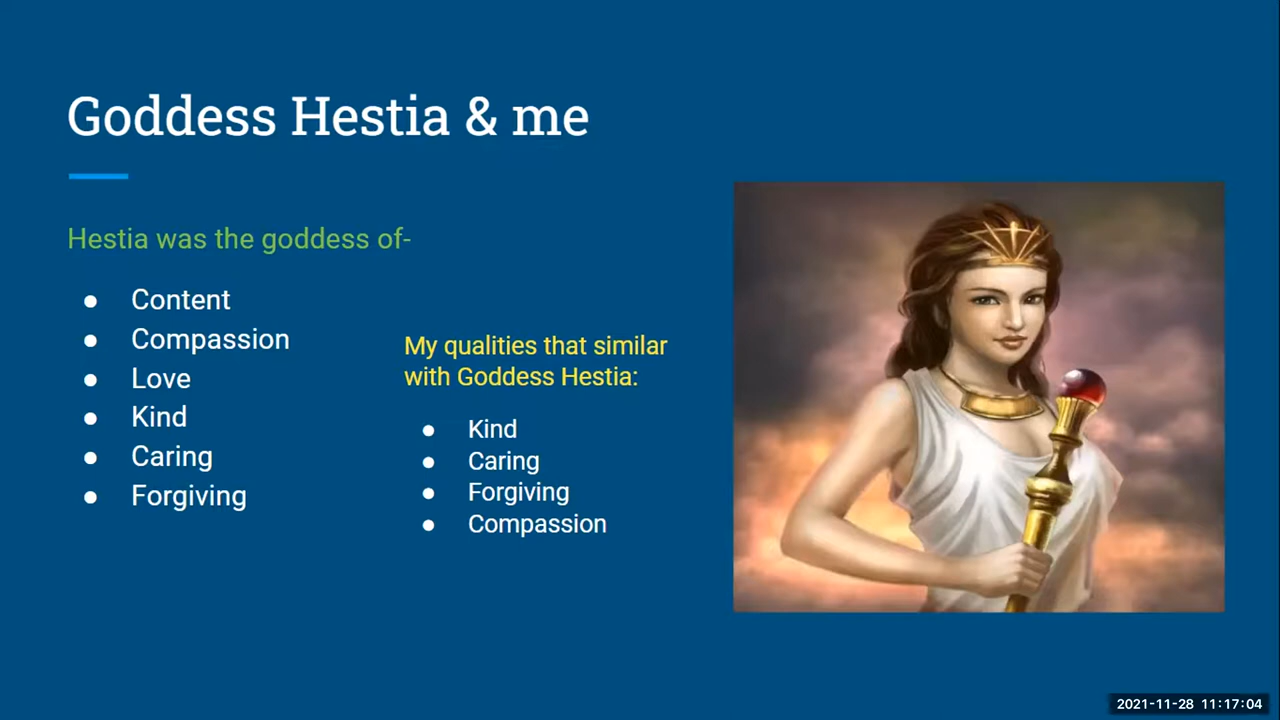 Goddess Hestia & me
Hestia was the goddess of-
● Content
● Compassion
● Love
● Kind
● Caring
● Forgiving
My qualities that similar
with Goddess Hestia:
● Kind
● Caring
● Forgiving
● Compassion
2021-11-28 11:17:04